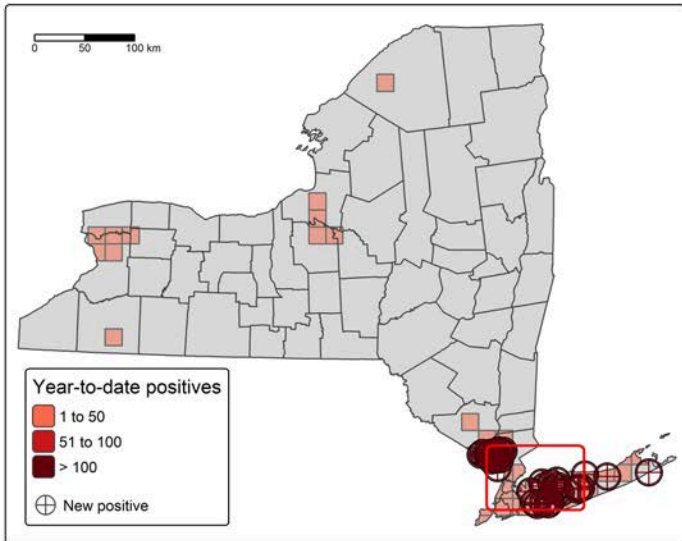 0 50 100 km
Year-to-date positives
1 to 50
51 to 100
> 100
New positive